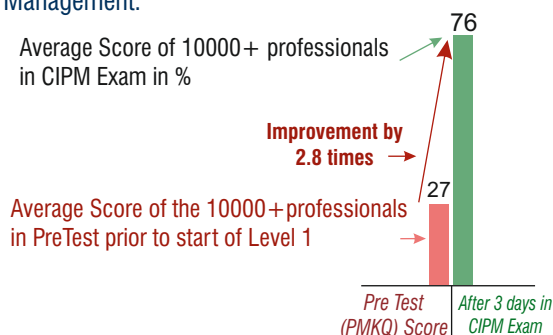 Management.
76
Average Score of 10000+ professionals
in CIPM Exam in %
Improvement by
2.8 times
27
Average Score of the 10000+professionals
in PreTest prior to start of Level 1
Pre Test
(PMKQ) Score
After 3 days in
CIPM Exam